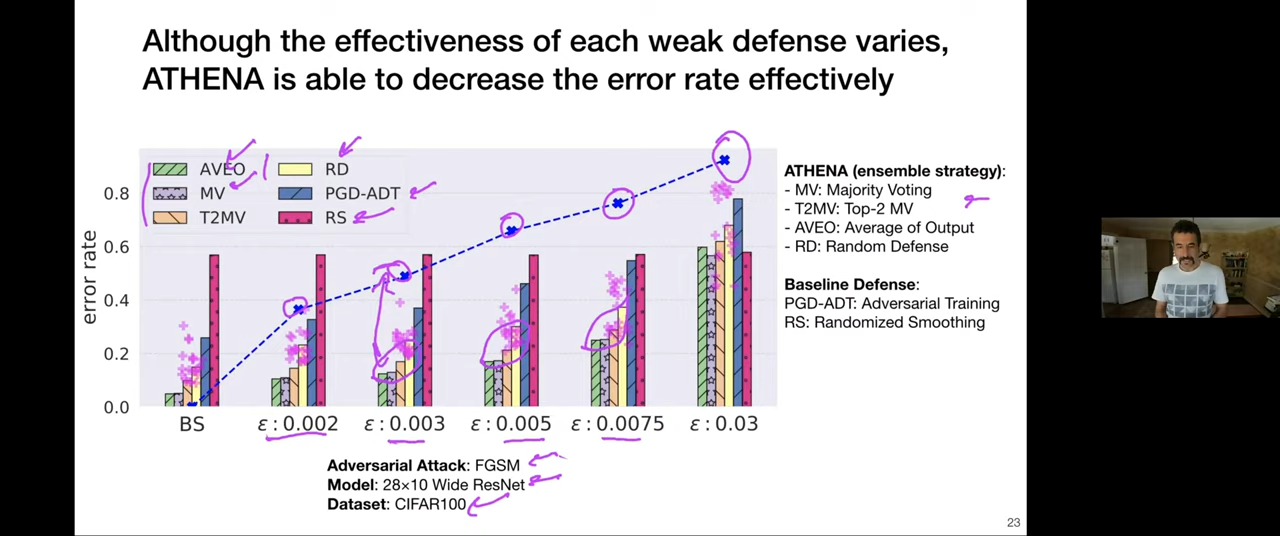 Although the effectiveness of each weak defense varies,
ATHENA is able to decrease the error rate effectively
AVEO
RD
MV
PGD-ADT
T2MV
RS
0.8
0.6
0.4
0.2
0.0
error rate
BS
ε : 0.002
ε : 0.003
ε : 0.005
ε : 0.0075
ε : 0.03
ATHENA (ensemble strategy):
- MV: Majority Voting
- T2MV: Top-2 MV
- AVEO: Average of Output
- RD: Random Defense
Baseline Defense:
PGD-ADT: Adversarial Training
RS: Randomized Smoothing
Adversarial Attack: FGSM
Model: 28×10 Wide ResNet
Dataset: CIFAR100
23